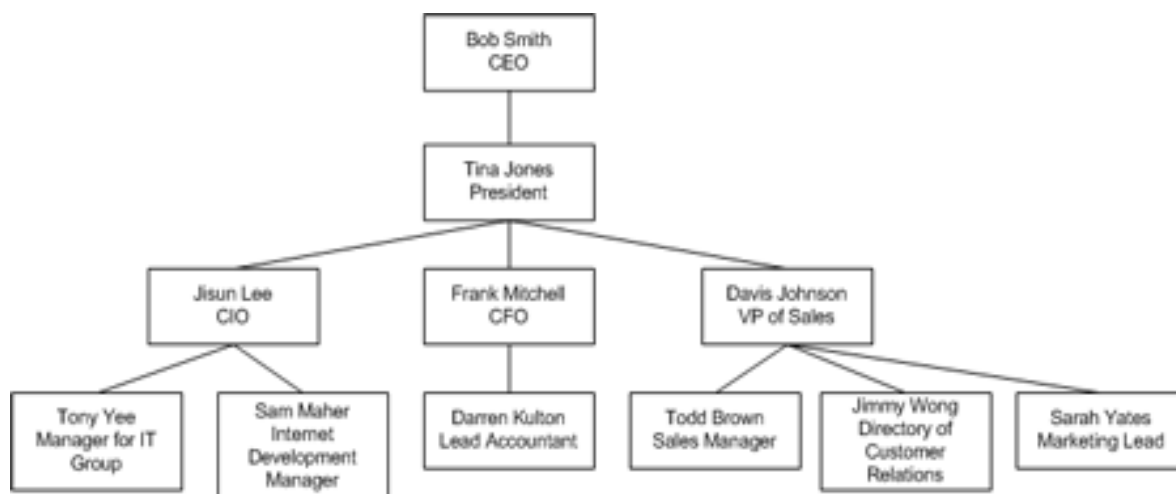 Bob Smith
CEO
Tina Jones
President
Jisun Lee
CIO
Frank Mitchell
CFO
Davis Johnson
VP of Sales
Tony Yee
Manager for IT
Group
Sam Maher
Internet
Development
Manager
Darren Kulton
Lead Accountant
Todd Brown
Sales Manager
Jimmy Wong
Directory of
Customer
Relations
Sarah Yates
Marketing Lead